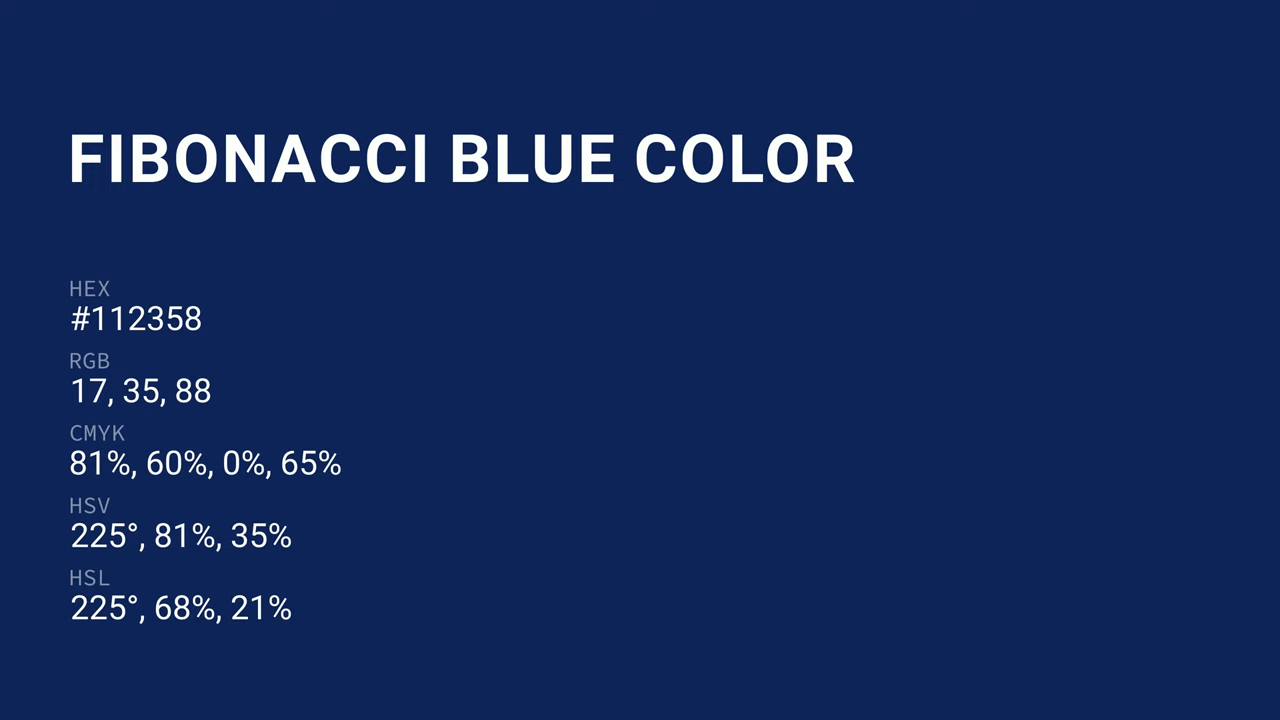 FIBONACCI BLUE COLOR
HEX
#112358
RGB
17, 35, 88
CMYK
81%, 60%, 0%, 65%
HSV
225°, 81%, 35%
HSL
225°, 68%, 21%